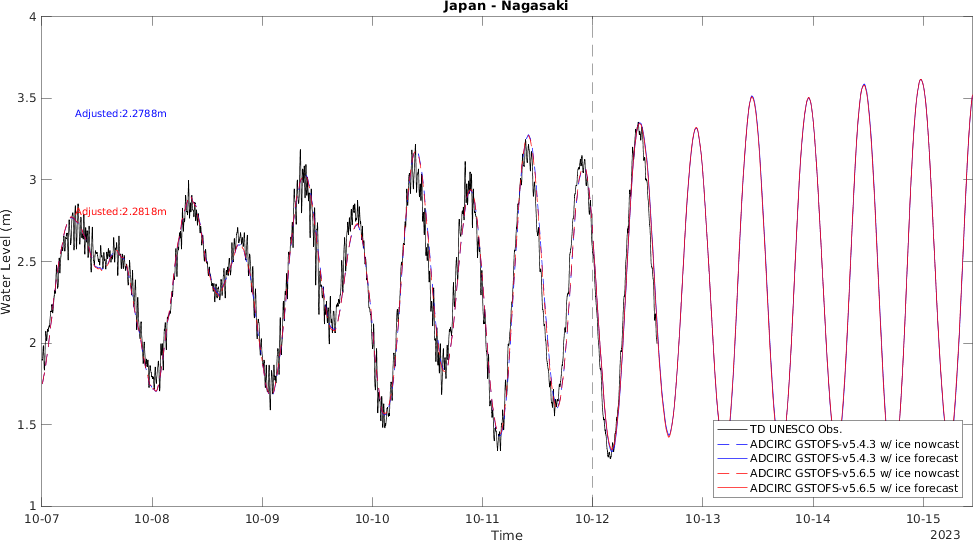 Japan - Nagasaki
Water Level (m)
4
3.5
3
2.5
2
1.5
1
Adjusted:2.2788m
Adjusted:2.2818m
TD UNESCO Obs.
ADCIRC GSTOFS-v5.4.3 w/ ice nowcast
ADCIRC GSTOFS-v5.4.3 w/ ice forecast
ADCIRC GSTOFS-v5.6.5 w/ ice nowcast
ADCIRC GSTOFS-v5.6.5 w/ ice forecast
10-07 10-08 10-09 10-10 10-11 10-12 10-13 10-14 10-15
Time
2023